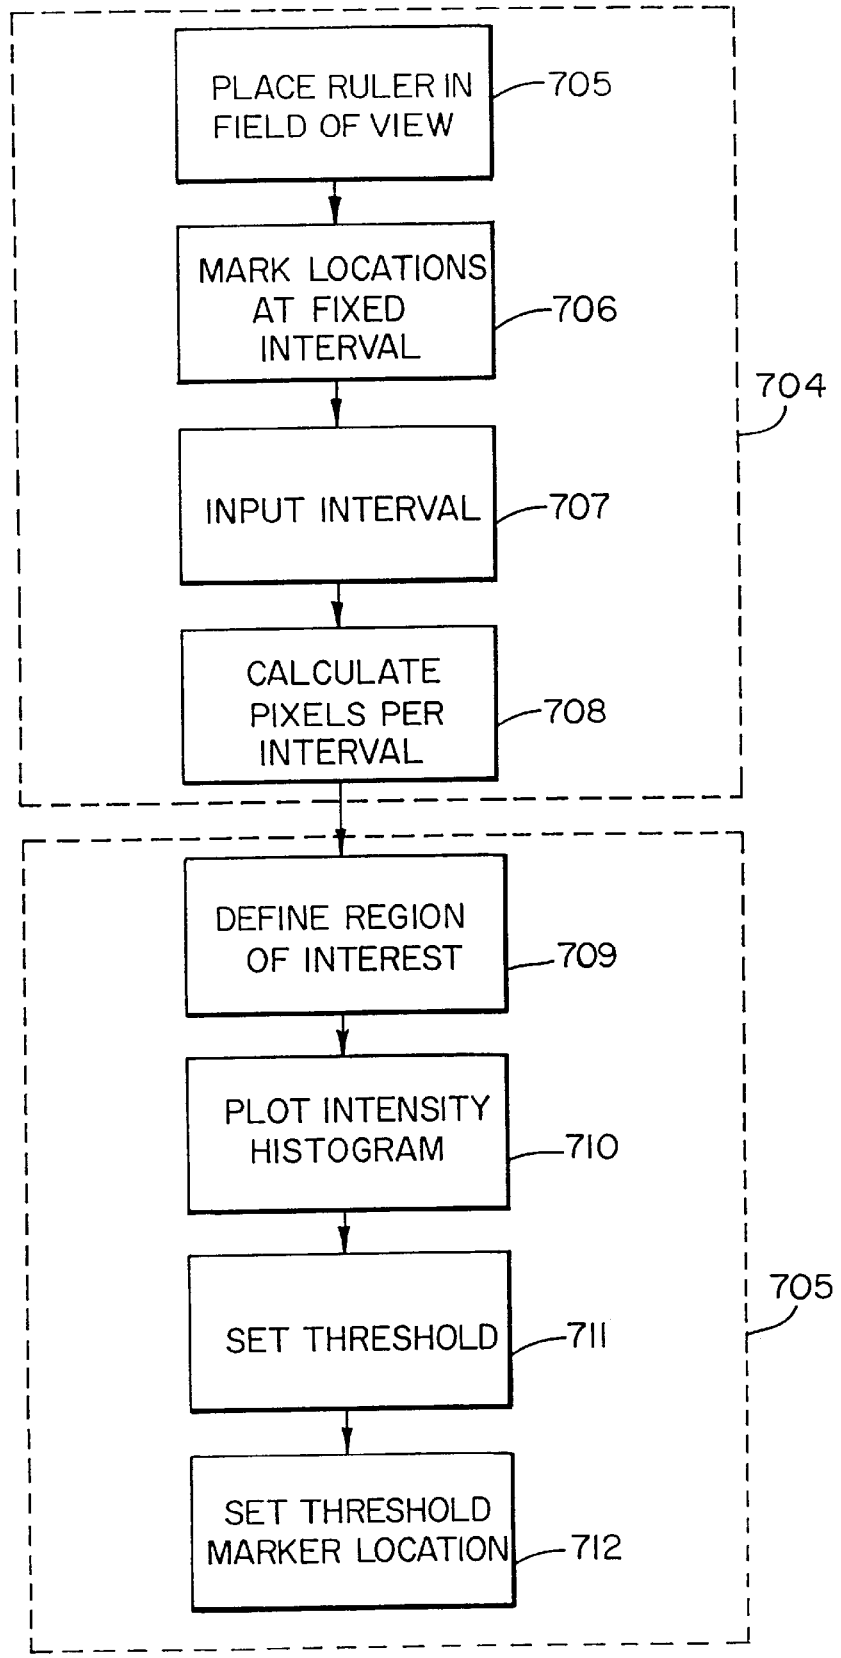 PLACE RULER IN
FIELD OF VIEW
705
MARK LOCATIONS
AT FIXED
INTERVAL
706
704
INPUT INTERVAL
707
CALCULATE
PIXELS PER
INTERVAL
708
DEFINE REGION
OF INTEREST
709
PLOT INTENSITY
HISTOGRAM
710
705
SET THRESHOLD
711
SET THRESHOLD
MARKER LOCATION
712